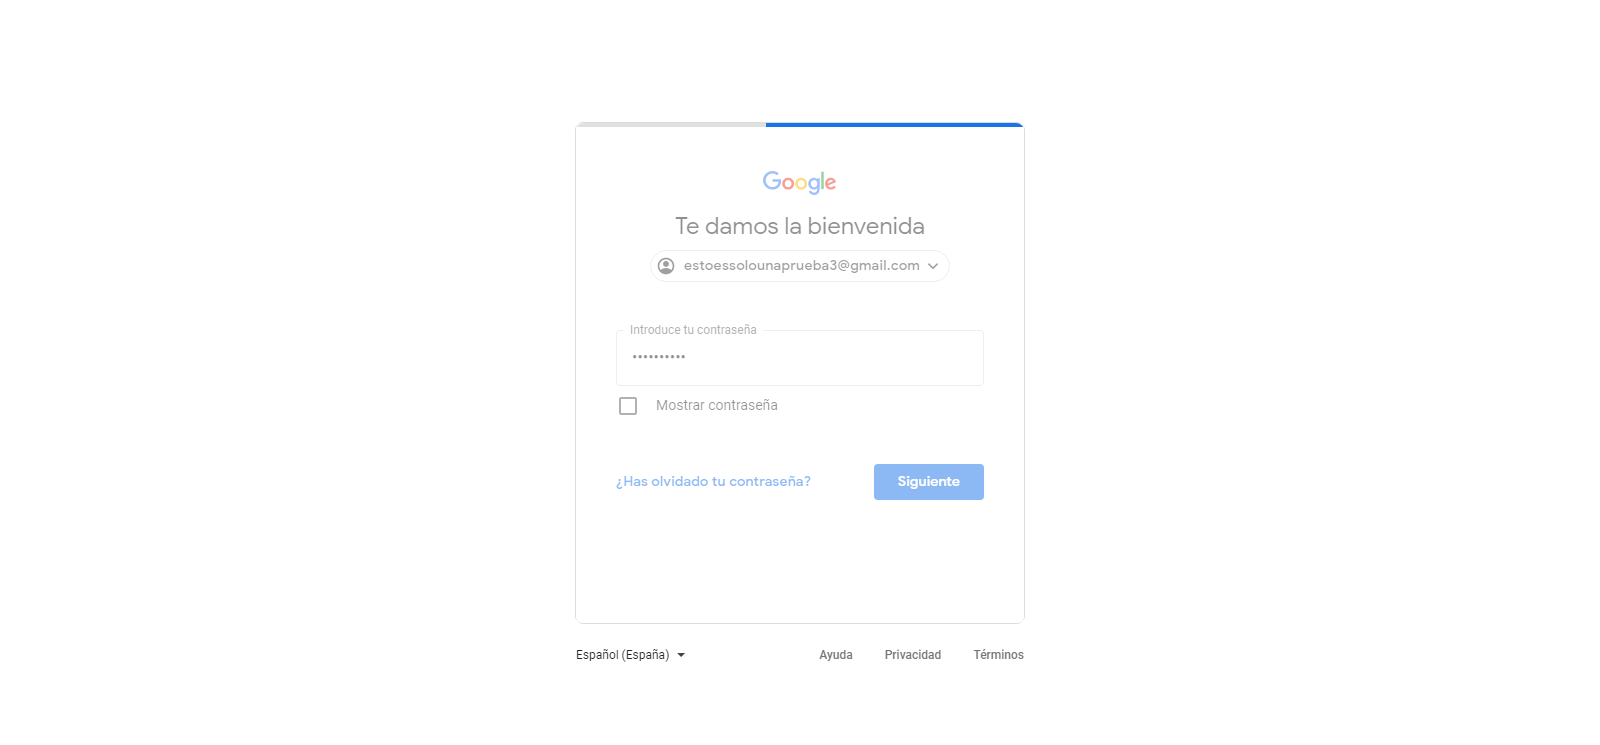 Google
Te damos la bienvenida
estoessolounaprueba3@gmail.com
Introduce tu contraseña
••••••••••
Mostrar contraseña
¿Has olvidado tu contraseña? Siguiente
Español (España) Ayuda Privacidad Términos